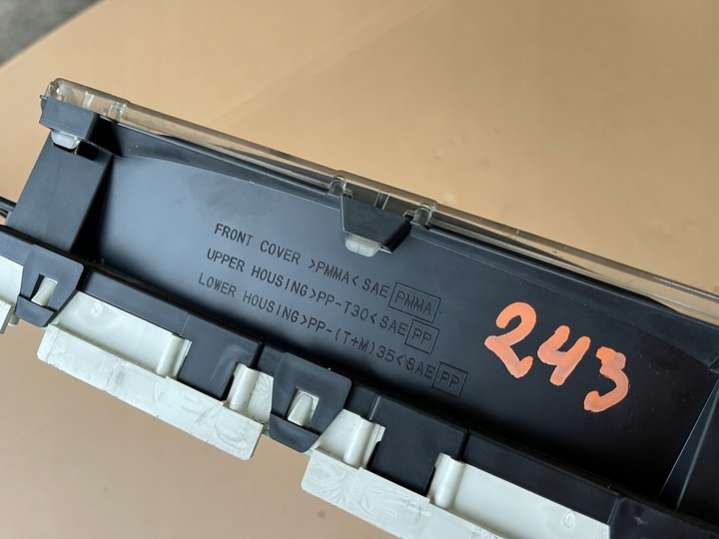 FRONT COVER >PMMA< SAE PMMA
UPPER HOUSING>PP-T30<SAE PP
LOWER HOUSING>PP-(T+M)35<SAE PP
243